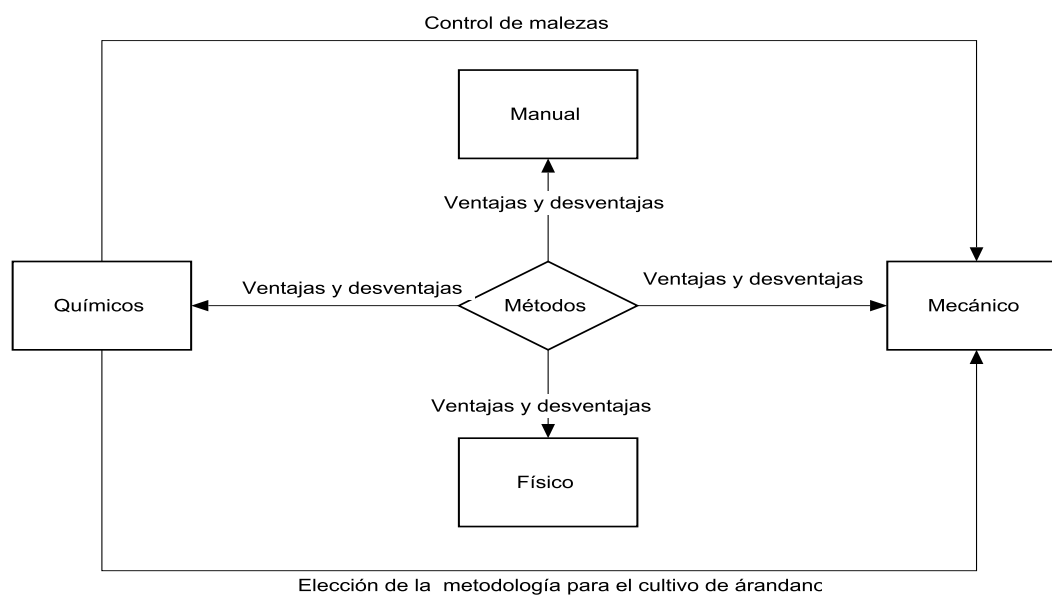 Control de malezas
Manual
Ventajas y desventajas
Ventajas y desventajas
Ventajas y desventajas
Químicos
Métodos
Mecánico
Ventajas y desventajas
Físico
Elección de la metodología para el cultivo de árandanc